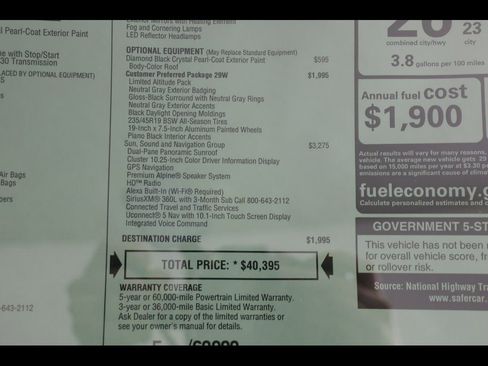 Exterior Mirrors with Heating Element
Fog and Cornering Lamps
LED Reflector Headlamps
OPTIONAL EQUIPMENT (May Replace Standard Equipment)
Diamond Black Crystal Pearl-Coat Exterior Paint $595
Body-Color Roof
Customer Preferred Package 29W $1,995
Limited Altitude Pack
Neutral Gray Exterior Badging
Gloss-Black Surround with Neutral Gray Rings
Neutral Gray Exterior Accents
Black Daylight Opening Moldings
235/45R19 BSW All-Season Tires
19-Inch x 7.5-Inch Aluminum Painted Wheels
Piano Black Interior Accents
Sun, Sound and Navigation Group $3,275
Dual-Pane Panoramic Sunroof
Cluster 10.25-Inch Color Driver Information Display
GPS Navigation
Premium Alpine® Speaker System
HD™ Radio
Alexa Built-In (Wi-Fi® Required)
SiriusXM® 360L with 3-Month Sub Call 800-643-2112
Connected Travel and Traffic Services
Uconnect® 5 Nav with 10.1-Inch Touch Screen Display
Integrated Voice Command
DESTINATION CHARGE $1,995
TOTAL PRICE: * $40,395
WARRANTY COVERAGE
5-year or 60,000-mile Powertrain Limited Warranty.
3-year or 36,000-mile Basic Limited Warranty.
Ask Dealer for a copy of the limited warranties or
see your owner's manual for details.
Pearl-Coat Exterior Paint
ne with Stop/Start
30 Transmission
LACED BY OPTIONAL EQUIPMENT)
Air Bags
Bags
-643-2112
26
23
combined city/hwy
city
3.8 gallons per 100 miles
Annual fuel cost
$1,900
Actual results will vary for many reasons,
vehicle. The average new vehicle gets 29
based on 15,000 miles per year at $3.30 pe
emissions are a significant cause of clima
fueleconomy.g
Calculate personalized estimates and c
GOVERNMENT 5-ST
This vehicle has not been r
for overall vehicle score, fr
or rollover risk.
Source: National Highway Tra
www.safercar.